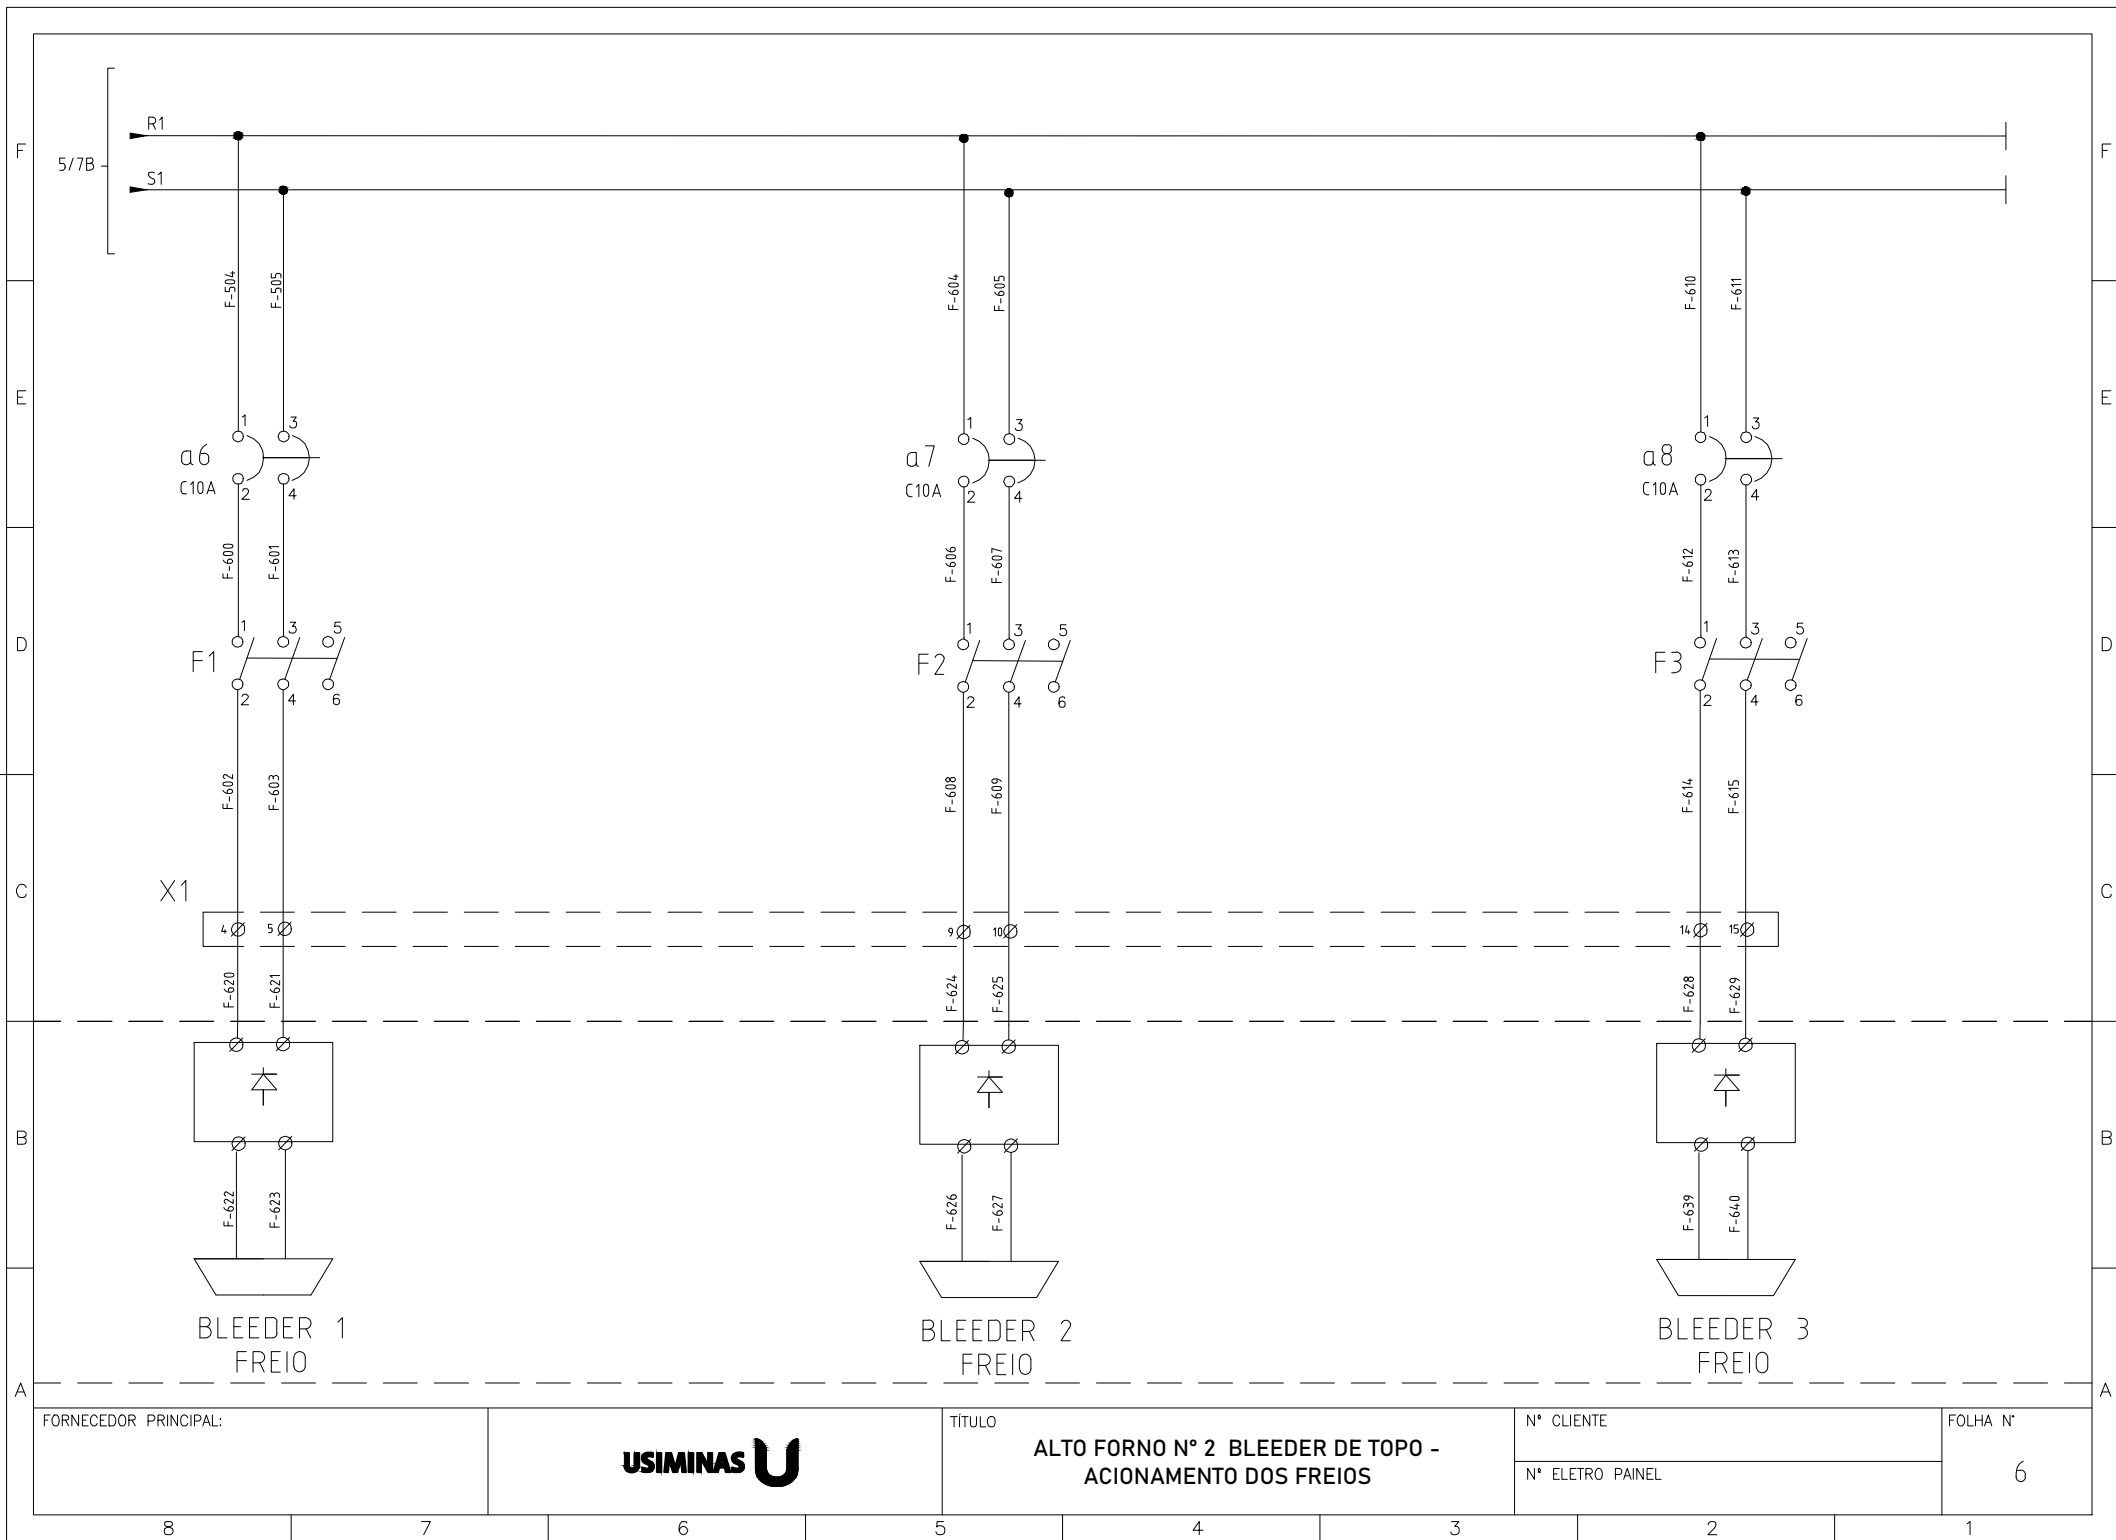 R1
F
5/7B
F
S1
F-504
F-505
F-604
F-605
F-610
F-611
E
E
1
3
1
3
1
3
a6
a7
a8
C10A
C10A
C10A
2
4
2
4
2
4
F-600
F-601
F-606
F-607
F-612
F-613
D
D
1
3
5
1
3
5
1
3
5
F1
F2
F3
2
4
6
2
4
6
2
4
6
F-602
F-603
F-608
F-609
F-614
F-615
C
X1
C
4
5
9
10
14
15
F-620
F-621
F-624
F-625
F-628
F-629
B
B
F-622
F-623
F-626
F-627
F-639
F-640
BLEEDER 1
FREIO
BLEEDER 2
FREIO
BLEEDER 3
FREIO
A
A
FORNECEDOR PRINCIPAL:
USIMINAS
TÍTULO
ALTO FORNO Nº 2 BLEEDER DE TOPO -
ACIONAMENTO DOS FREIOS
Nº CLIENTE
Nº ELETRO PAINEL
FOLHA N°
6
8
7
6
5
4
3
2
1